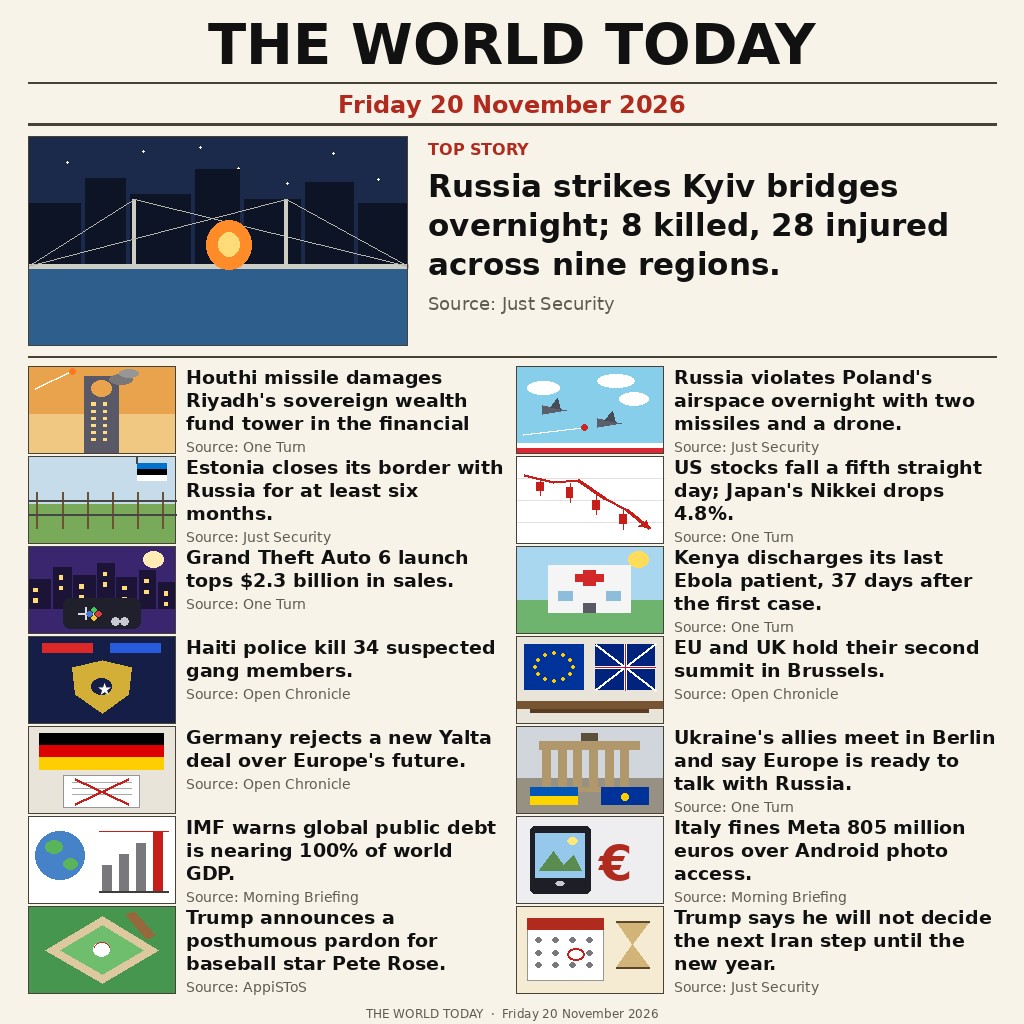 THE WORLD TODAY
Friday 20 November 2026
TOP STORY
Russia strikes Kyiv bridges
overnight; 8 killed, 28 injured
across nine regions.
Source: Just Security
Houthi missile damages
Riyadh's sovereign wealth
fund tower in the financial
Source: One Turn
Russia violates Poland's
airspace overnight with two
missiles and a drone.
Source: Just Security
Estonia closes its border with
Russia for at least six
months.
Source: Just Security
US stocks fall a fifth straight
day; Japan's Nikkei drops
4.8%.
Source: One Turn
Grand Theft Auto 6 launch
tops $2.3 billion in sales.
Source: One Turn
Kenya discharges its last
Ebola patient, 37 days after
the first case.
Source: One Turn
Haiti police kill 34 suspected
gang members.
Source: Open Chronicle
EU and UK hold their second
summit in Brussels.
Source: Open Chronicle
Germany rejects a new Yalta
deal over Europe's future.
Source: Open Chronicle
Ukraine's allies meet in Berlin
and say Europe is ready to
talk with Russia.
Source: One Turn
IMF warns global public debt
is nearing 100% of world
GDP.
Source: Morning Briefing
€
Italy fines Meta 805 million
euros over Android photo
access.
Source: Morning Briefing
Trump announces a
posthumous pardon for
baseball star Pete Rose.
Source: AppiSToS
Trump says he will not decide
the next Iran step until the
new year.
Source: Just Security
THE WORLD TODAY · Friday 20 November 2026